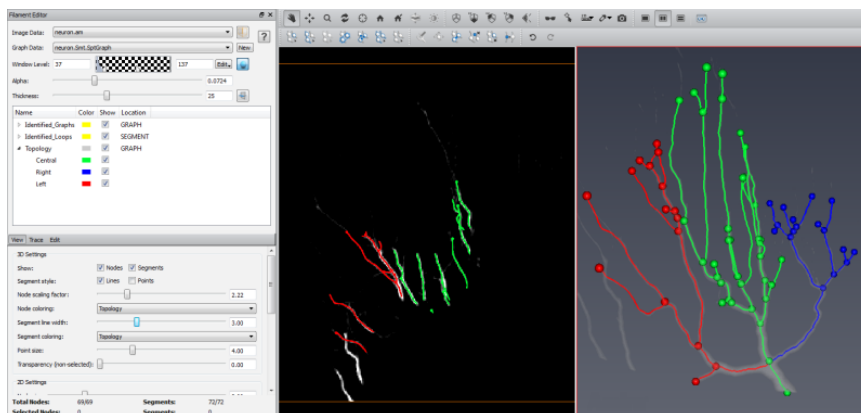 Filament Editor
Image Data: neuron.am
Graph Data: neuron.Smt.SptGraph New
Window Level: 37 137 Edit
Alpha: 0.0724
Thickness: 25
Name Color Show Location
Identified_Graphs GRAPH
Identified_Loops SEGMENT
Topology GRAPH
Central
Right
Left
View Trace Edit
3D Settings
Show: Nodes Segments
Segment style: Lines Points
Node scaling factor: 2.22
Node coloring: Topology
Segment line width: 3.00
Segment coloring: Topology
Point size: 4.00
Transparency (non-selected): 0.00
2D Settings
Total Nodes: 69/69 Segments: 72/72
Selected Nodes: 0 Segments: 0